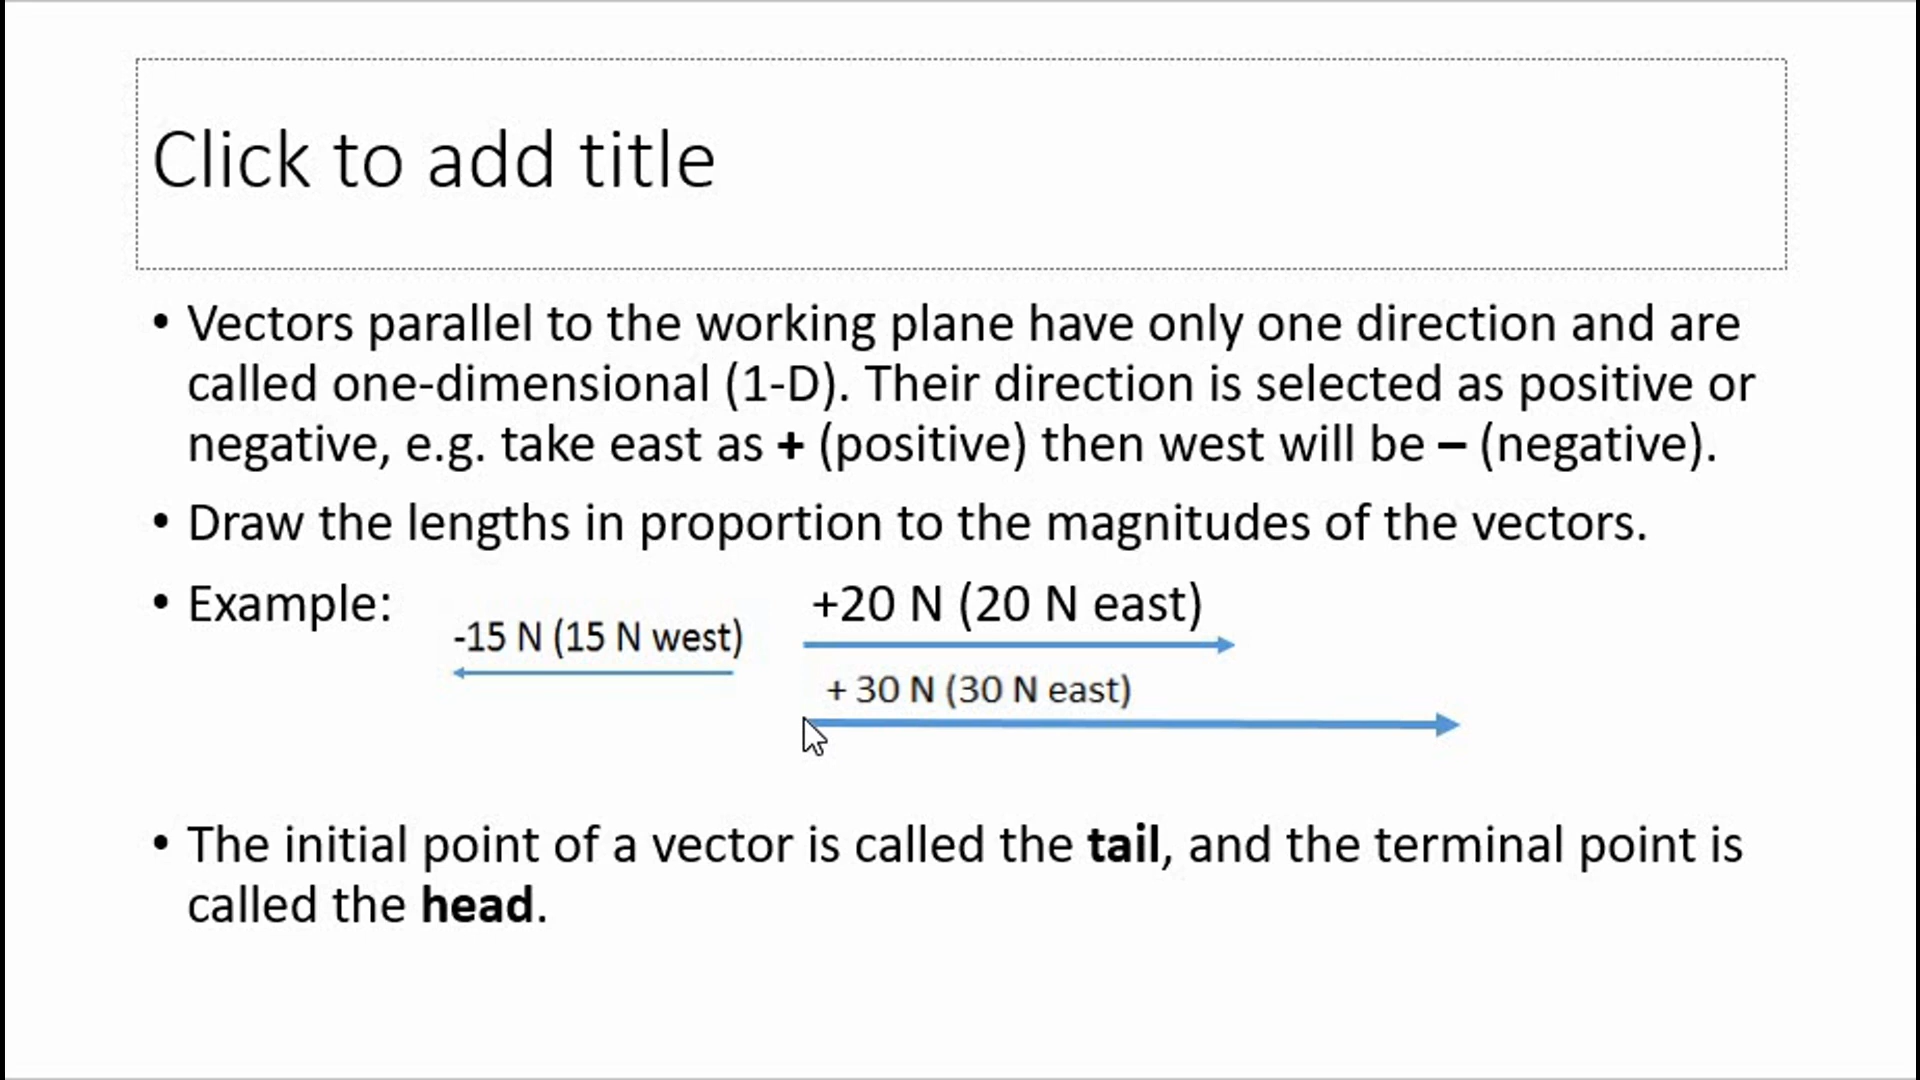 Click to add title
• Vectors parallel to the working plane have only one direction and are
called one-dimensional (1-D). Their direction is selected as positive or
negative, e.g. take east as + (positive) then west will be – (negative).
• Draw the lengths in proportion to the magnitudes of the vectors.
• Example:
+20 N (20 N east)
-15 N (15 N west)
+ 30 N (30 N east)
• The initial point of a vector is called the tail, and the terminal point is
called the head.